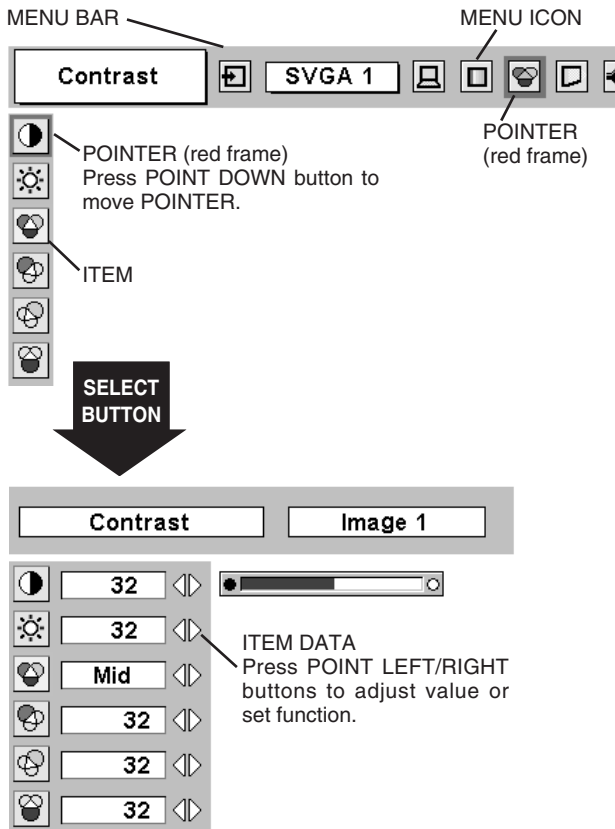 MENU BAR
MENU ICON
Contrast
SVGA 1
POINTER (red frame)
Press POINT DOWN button to
move POINTER.
POINTER
(red frame)
ITEM
SELECT
BUTTON
Contrast
Image 1
32
32
Mid
32
32
32
ITEM DATA
Press POINT LEFT/RIGHT
buttons to adjust value or
set function.